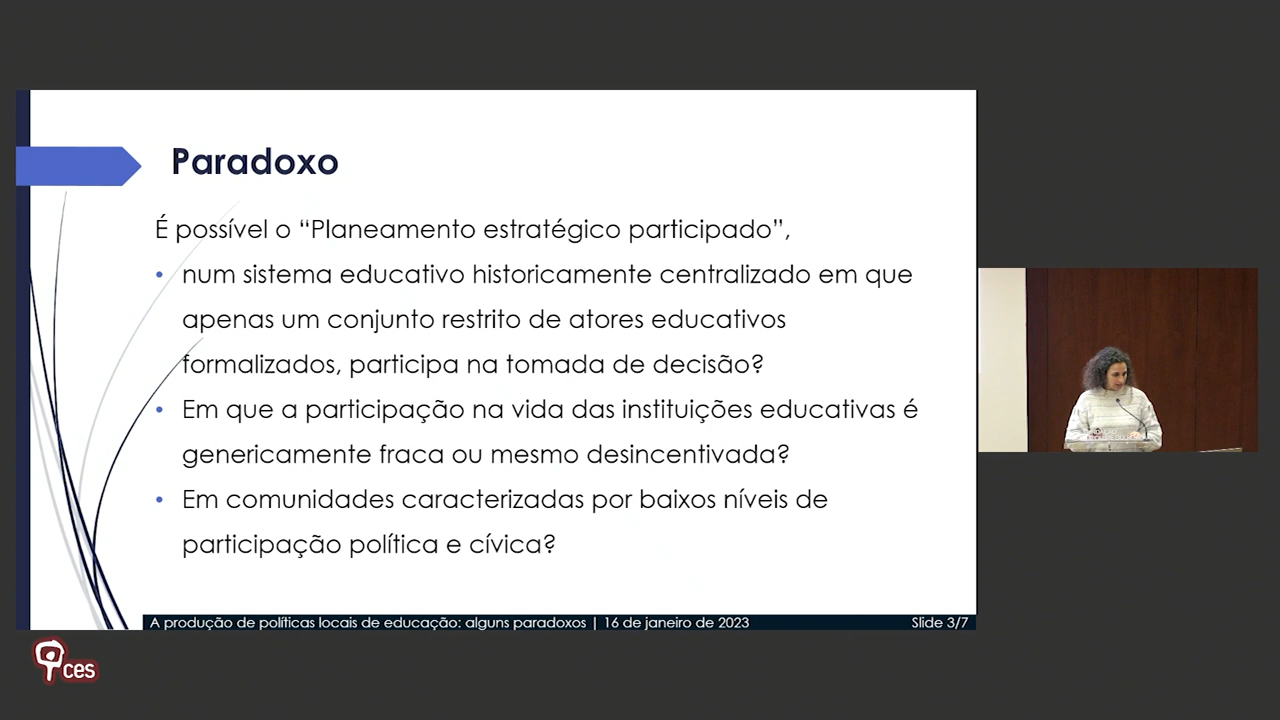 Paradoxo
É possível o “Planeamento estratégico participado”,
• num sistema educativo historicamente centralizado em que
apenas um conjunto restrito de atores educativos
formalizados, participa na tomada de decisão?
• Em que a participação na vida das instituições educativas é
genericamente fraca ou mesmo desincentivada?
• Em comunidades caracterizadas por baixos níveis de
participação política e cívica?
A produção de políticas locais de educação: alguns paradoxos | 16 de janeiro de 2023 Slide 3/7
ces